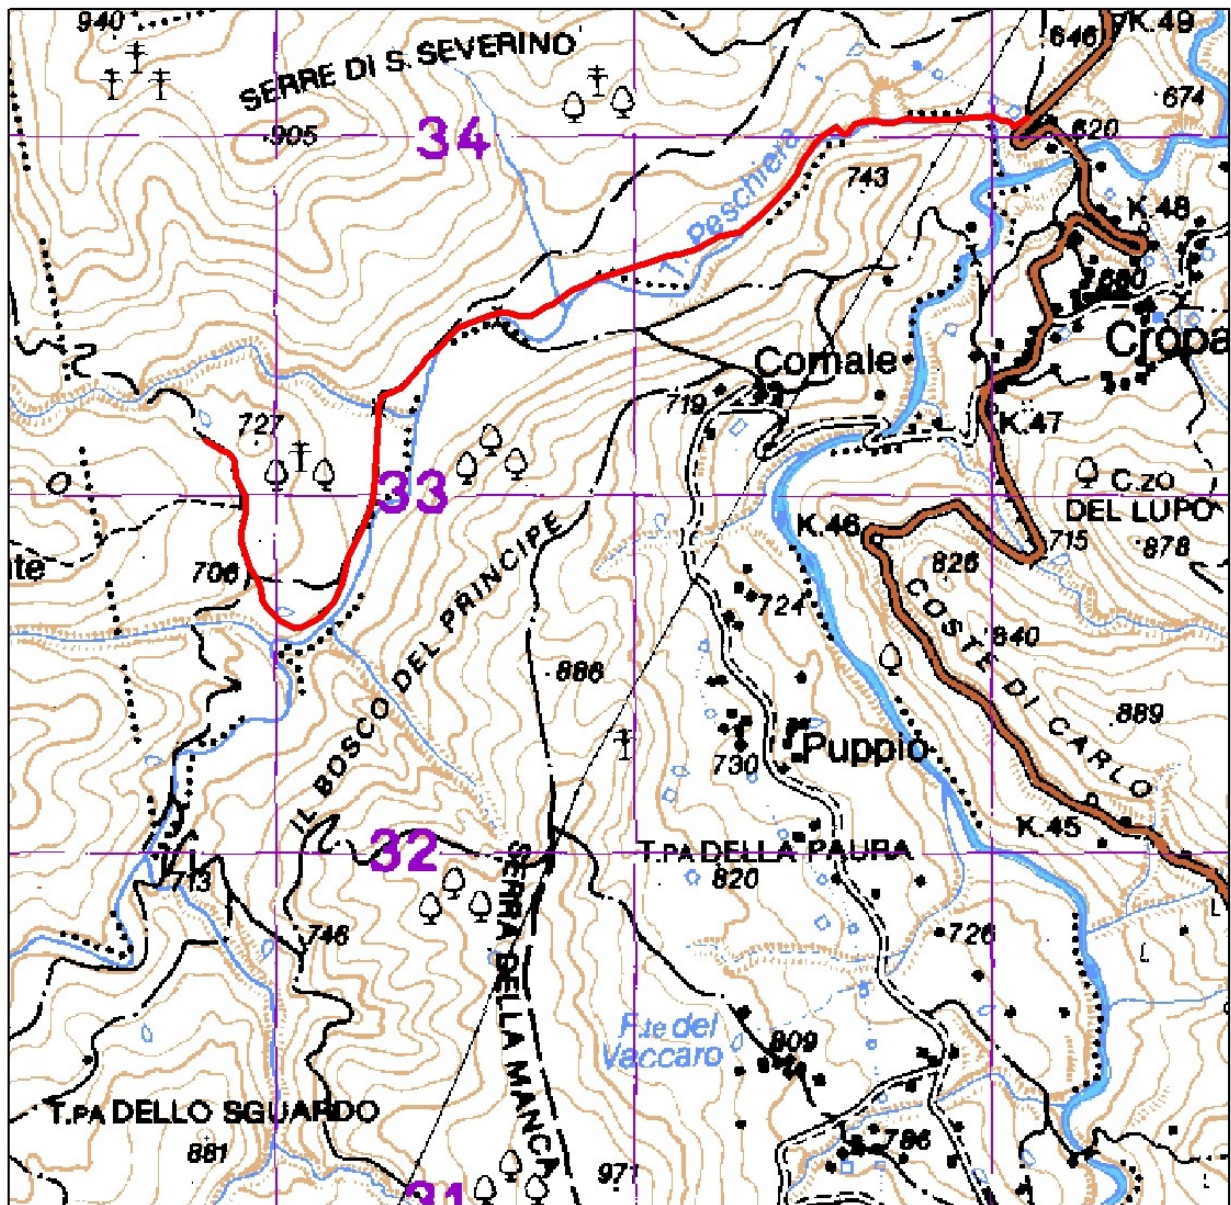 940
K.49
646
SERRE DI S. SEVERINO
674
905
34
620
T. Peschiera
743
K.48
Cropa
Comale
719
K.47
727
33
C.ZO
DEL LUPO
K.46
715
878
826
706
724
COSTE DI CARLO
840
IL BOSCO DEL PRINCIPE
886
889
730
Puppio
K.45
32
T.PA DELLA PAURA
820
713
SERRA DELLA MANCA
746
726
F.te del
Vaccaro
809
T.PA DELLO SGUARDO
881
786
971
31